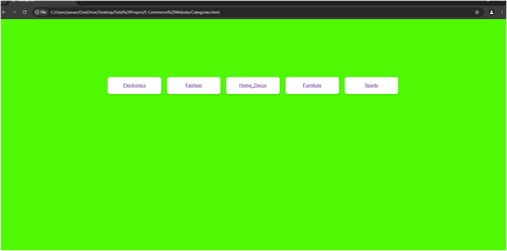 File C:/Users/pavan/OneDrive/Desktop/Field%20Project/E-Commerce%20Website/Categories.html
Electronics Fashion Home_Decor Furniture Sports